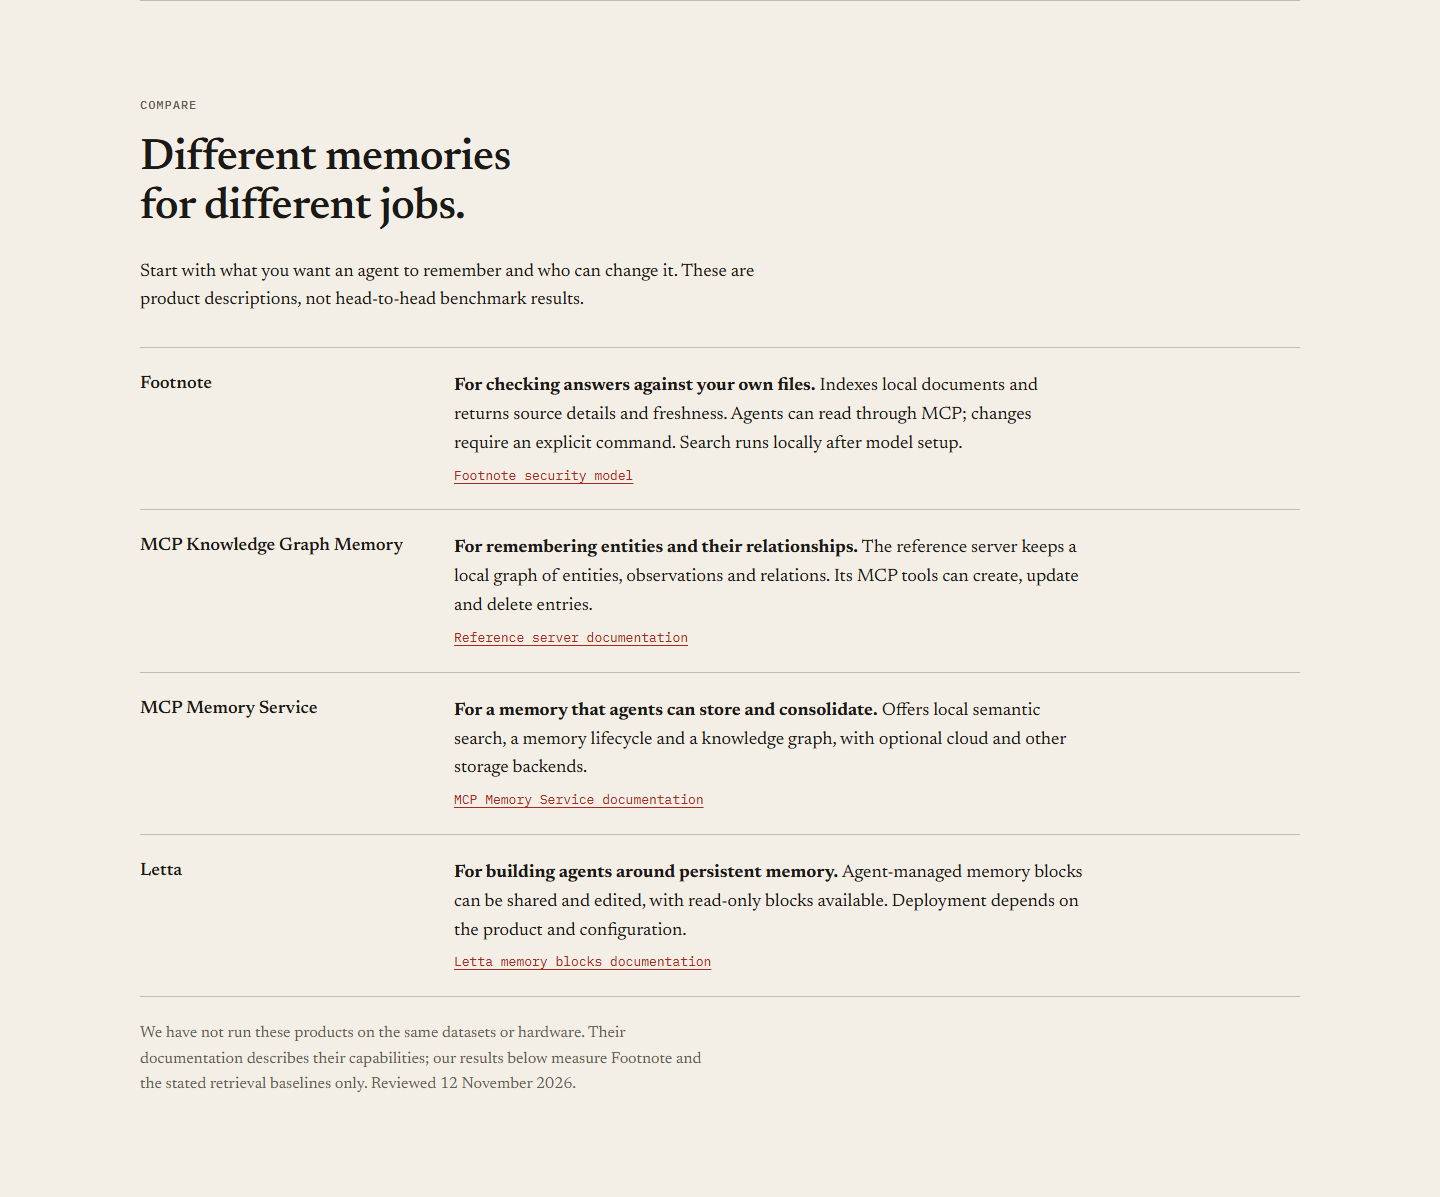 COMPARE
Different memories
for different jobs.
Start with what you want an agent to remember and who can change it. These are
product descriptions, not head-to-head benchmark results.
Footnote
For checking answers against your own files. Indexes local documents and
returns source details and freshness. Agents can read through MCP; changes
require an explicit command. Search runs locally after model setup.
Footnote security model
MCP Knowledge Graph Memory
For remembering entities and their relationships. The reference server keeps a
local graph of entities, observations and relations. Its MCP tools can create, update
and delete entries.
Reference server documentation
MCP Memory Service
For a memory that agents can store and consolidate. Offers local semantic
search, a memory lifecycle and a knowledge graph, with optional cloud and other
storage backends.
MCP Memory Service documentation
Letta
For building agents around persistent memory. Agent-managed memory blocks
can be shared and edited, with read-only blocks available. Deployment depends on
the product and configuration.
Letta memory blocks documentation
We have not run these products on the same datasets or hardware. Their
documentation describes their capabilities; our results below measure Footnote and
the stated retrieval baselines only. Reviewed 12 November 2026.